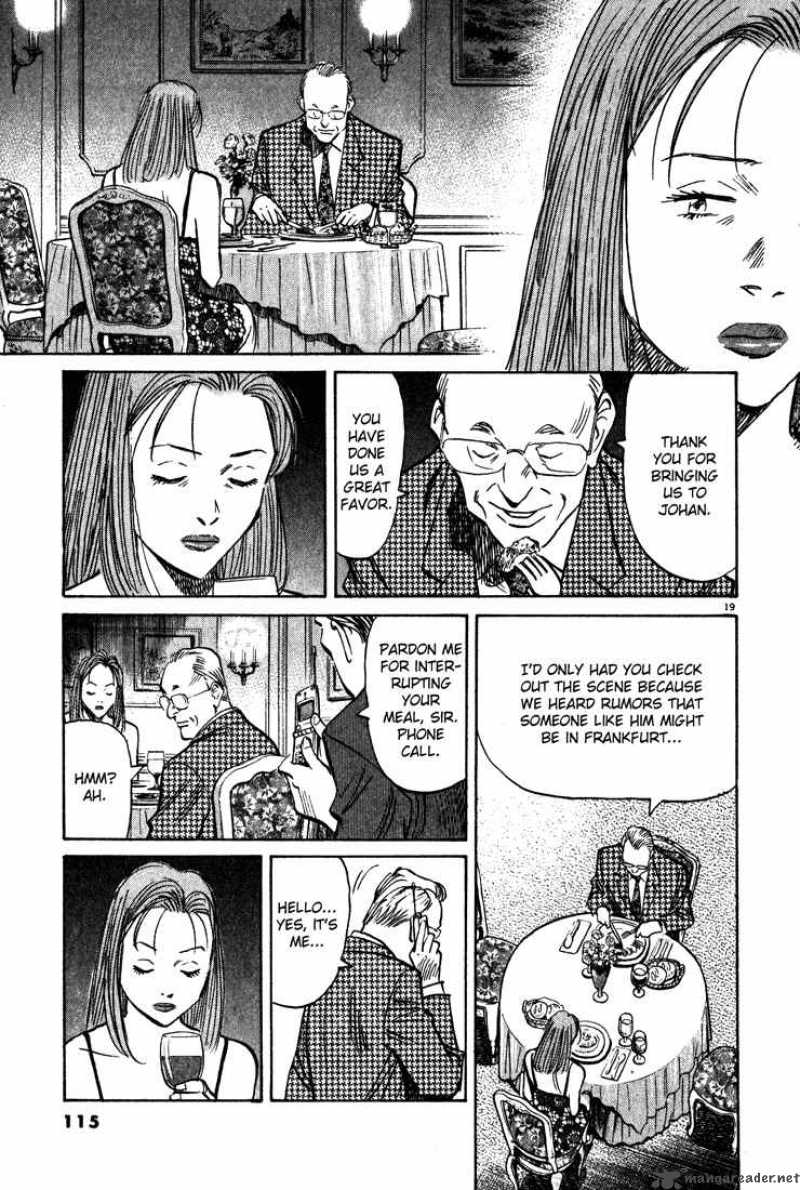 THANK
YOU FOR
BRINGING
US TO
JOHAN.
YOU
HAVE
DONE
US A
GREAT
FAVOR.
19
I'D ONLY HAD YOU CHECK
OUT THE SCENE BECAUSE
WE HEARD RUMORS THAT
SOMEONE LIKE HIM MIGHT
BE IN FRANKFURT...
PARDON ME
FOR INTER-
RUPTING
YOUR
MEAL, SIR.
PHONE
CALL.
HMM?
AH.
HELLO...
YES, IT'S
ME...
115
mangareader.net